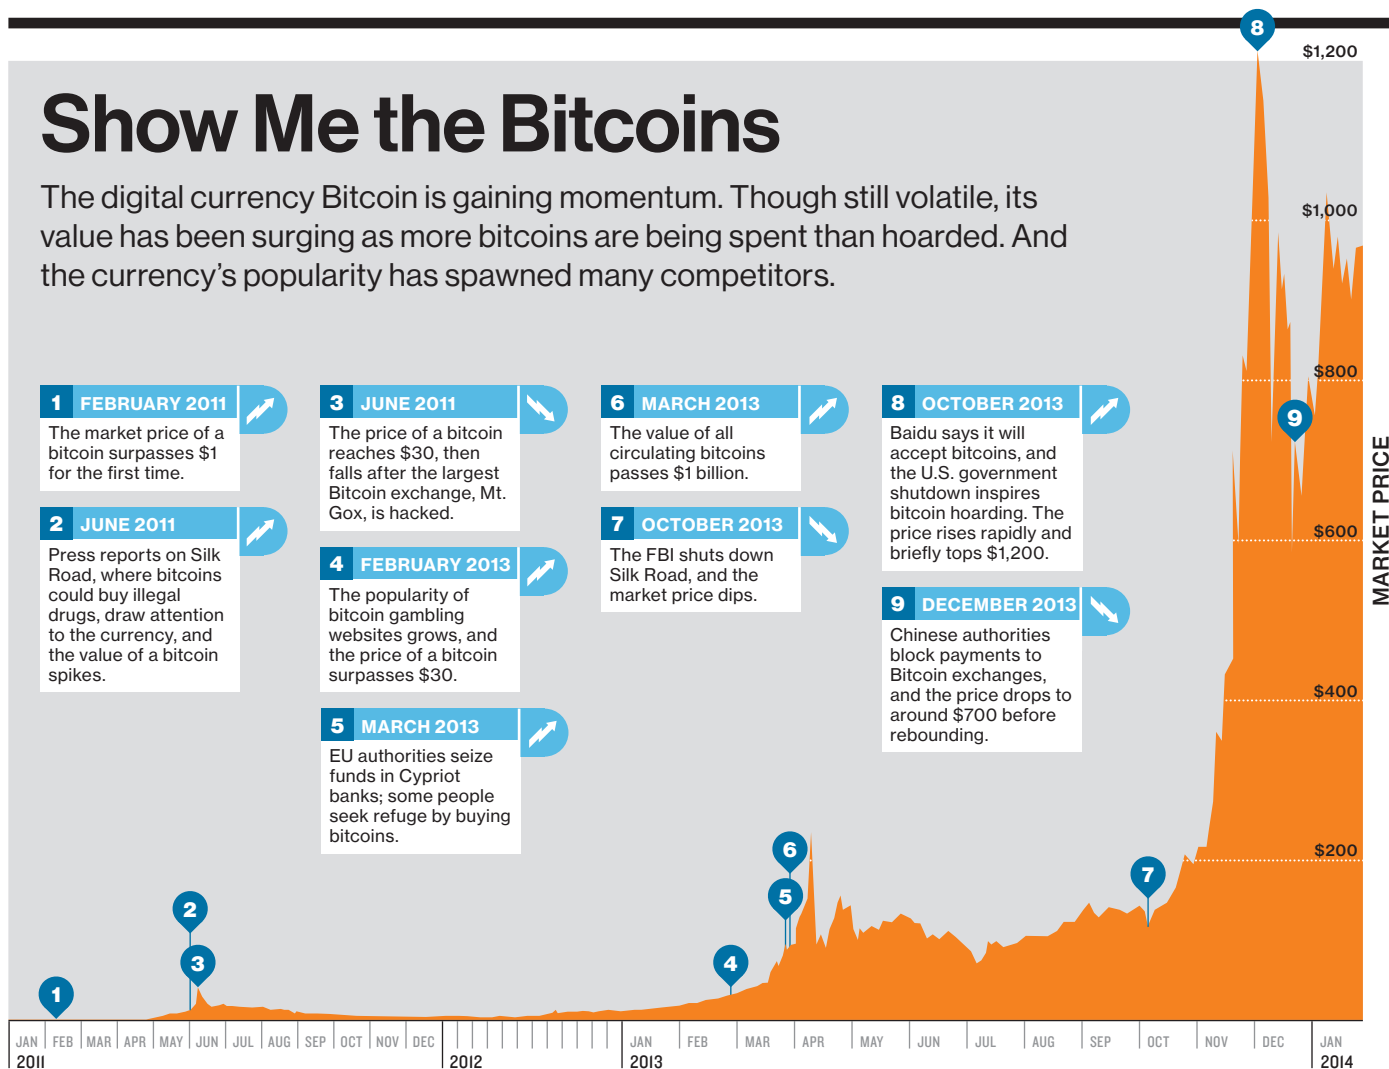 Show Me the Bitcoins
The digital currency Bitcoin is gaining momentum. Though still volatile, its
value has been surging as more bitcoins are being spent than hoarded. And
the currency’s popularity has spawned many competitors.
1 FEBRUARY 2011
The market price of a
bitcoin surpasses $1
for the first time.
2 JUNE 2011
Press reports on Silk
Road, where bitcoins
could buy illegal
drugs, draw attention
to the currency, and
the value of a bitcoin
spikes.
3 JUNE 2011
The price of a bitcoin
reaches $30, then
falls after the largest
Bitcoin exchange, Mt.
Gox, is hacked.
4 FEBRUARY 2013
The popularity of
bitcoin gambling
websites grows, and
the price of a bitcoin
surpasses $30.
5 MARCH 2013
EU authorities seize
funds in Cypriot
banks; some people
seek refuge by buying
bitcoins.
6 MARCH 2013
The value of all
circulating bitcoins
passes $1 billion.
7 OCTOBER 2013
The FBI shuts down
Silk Road, and the
market price dips.
8 OCTOBER 2013
Baidu says it will
accept bitcoins, and
the U.S. government
shutdown inspires
bitcoin hoarding. The
price rises rapidly and
briefly tops $1,200.
9 DECEMBER 2013
Chinese authorities
block payments to
Bitcoin exchanges,
and the price drops to
around $700 before
rebounding.
1
2
3
4
5
6
7
8
9
$1,200
$1,000
$800
$600
$400
$200
MARKET PRICE
JAN FEB MAR APR MAY JUN JUL AUG SEP OCT NOV DEC JAN FEB MAR APR MAY JUN JUL AUG SEP OCT NOV DEC JAN
2011 2012 2013 2014